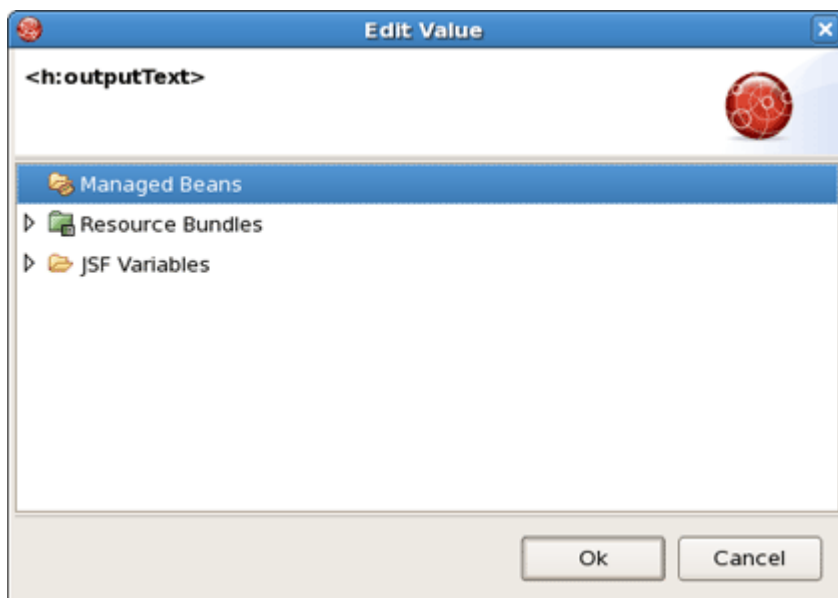 Edit Value
<h:outputText>
Managed Beans
Resource Bundles
JSF Variables
Ok
Cancel